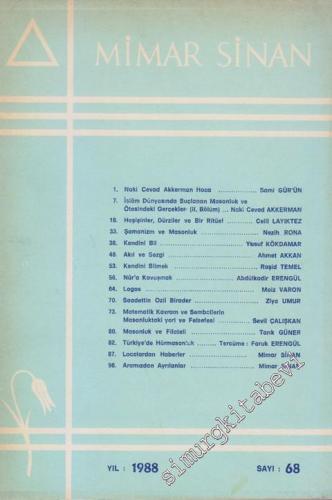 MİMAR SİNAN
1. Naki Cevad Akkerman Hoca .................. Sami GÜR'ÜN
7. İslâm Dünyasında Suçlanan Masonluk ve
Ötesindeki Gerçekler (II. Bölüm) ... Naki Cevad AKKERMAN
18. Haşişinler, Dürziler ve Bir Ritüel ........... Celil LAYIKTEZ
33. Şamanizm ve Masonluk .................. Nezih RONA
38. Kendini Bil .................. Yusuf KÖKDAMAR
48. Akıl ve Sezgi .................. Ahmet AKKAN
53. Kendini Bilmek .................. Raşid TEMEL
56. Nûr'a Kavuşmak .................. Abdülkadir ERENGÜL
64. Logos .................. Moiz VARON
70. Saadettin Özil Birader .................. Ziya UMUR
73. Matematik Kavram ve Sembollerin
Masonluktaki yeri ve Felsefesi ......... Sevil ÇALIŞKAN
80. Masonluk ve Filateli .................. Tarık GÜNER
82. Türkiye'de Hürmasonluk ......... Tercüme : Faruk ERENGÜL
87. Localardan Haberler .................. Mimar SİNAN
96. Aramızdan Ayrılanlar .................. Mimar SİNAN
YIL : 1988 SAYI : 68
simurgkitabevi.com